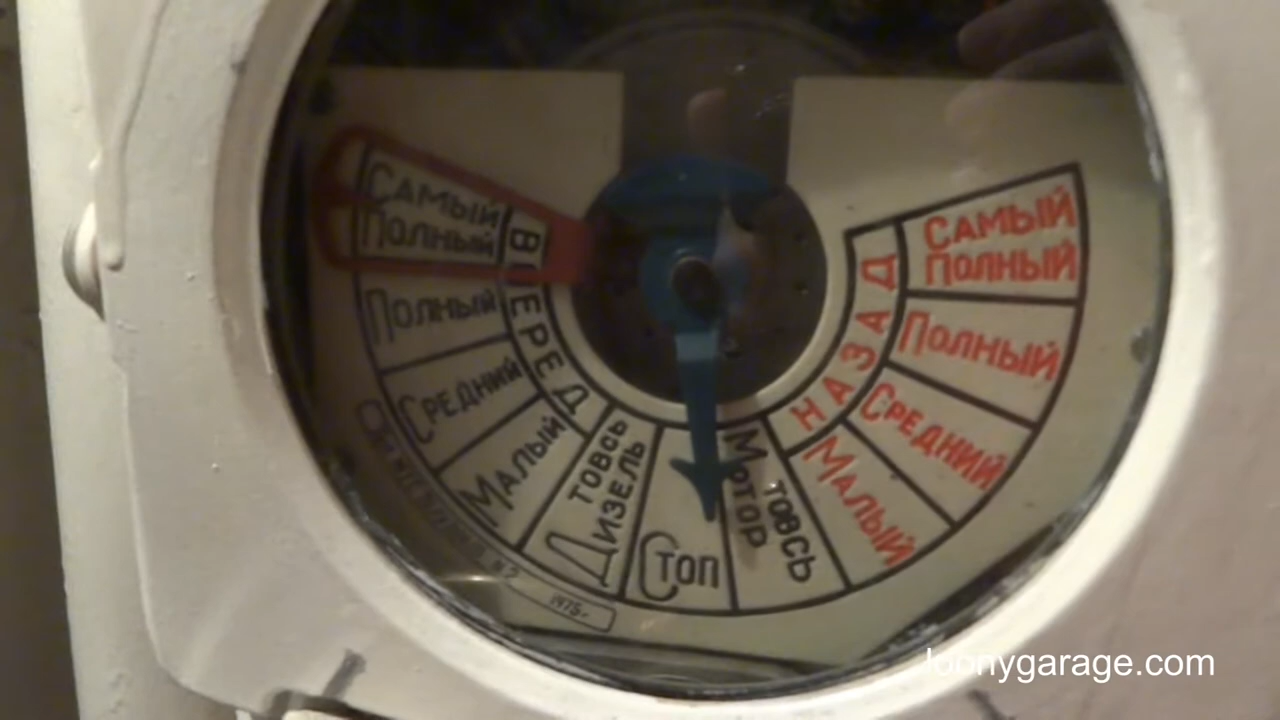 Самый
Полный
Полный
Средний
Малый
ВПЕРЕД
товсь
Дизель
Стоп
Мотор
товсь
НАЗАД
Малый
Средний
Полный
Самый
Полный
1975г
loonygarage.com